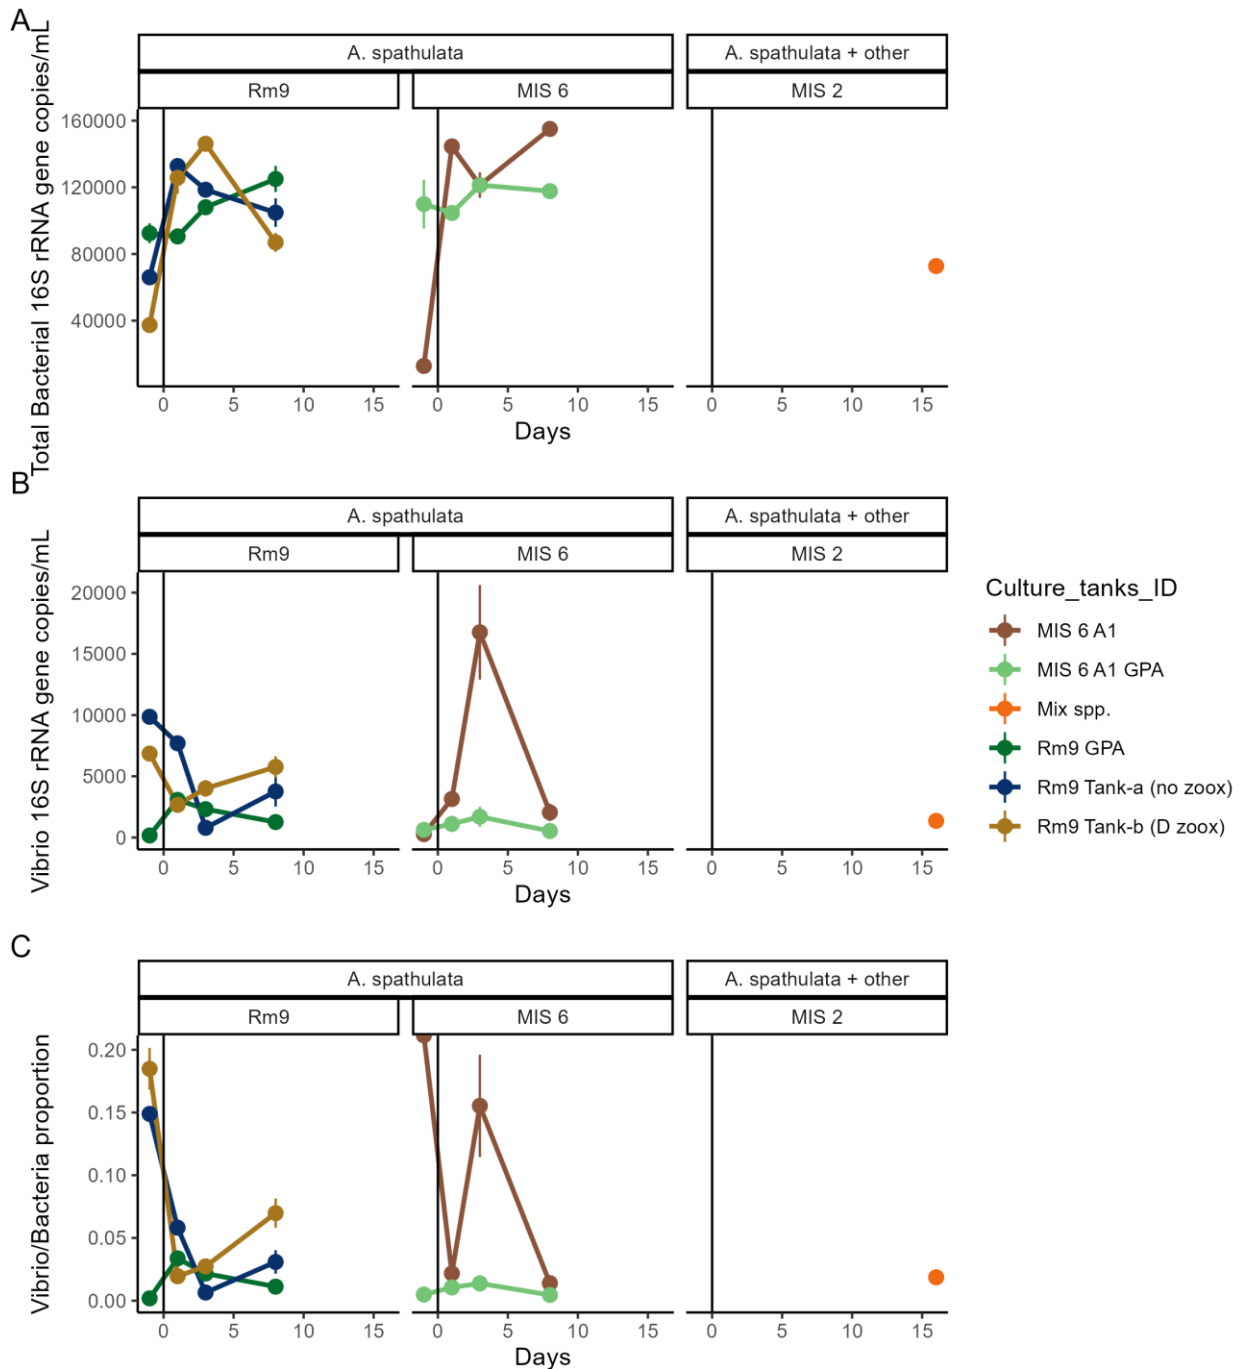 A
Total Bacterial 16S rRNA gene copies/mL
A. spathulata
A. spathulata + other
Rm9
MIS 6
MIS 2
160000
120000
80000
40000
0 5 10 15
0 5 10 15
0 5 10 15
Days
B
Vibrio 16S rRNA gene copies/mL
A. spathulata
A. spathulata + other
Rm9
MIS 6
MIS 2
20000
15000
10000
5000
0
0 5 10 15
0 5 10 15
0 5 10 15
Days
Culture_tanks_ID
MIS 6 A1
MIS 6 A1 GPA
Mix spp.
Rm9 GPA
Rm9 Tank-a (no zoox)
Rm9 Tank-b (D zoox)
C
Vibrio/Bacteria proportion
A. spathulata
A. spathulata + other
Rm9
MIS 6
MIS 2
0.20
0.15
0.10
0.05
0.00
0 5 10 15
0 5 10 15
0 5 10 15
Days